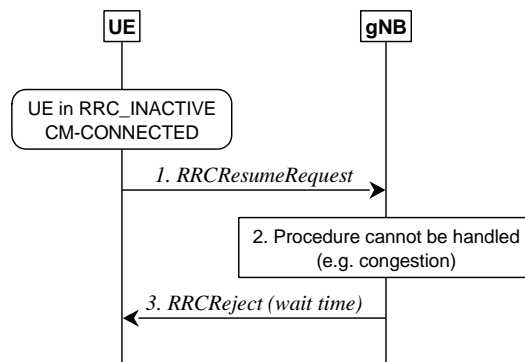 UE
gNB
UE in RRC_INACTIVE
CM-CONNECTED
1. RRCResumeRequest
2. Procedure cannot be handled
(e.g. congestion)
3. RRCReject (wait time)